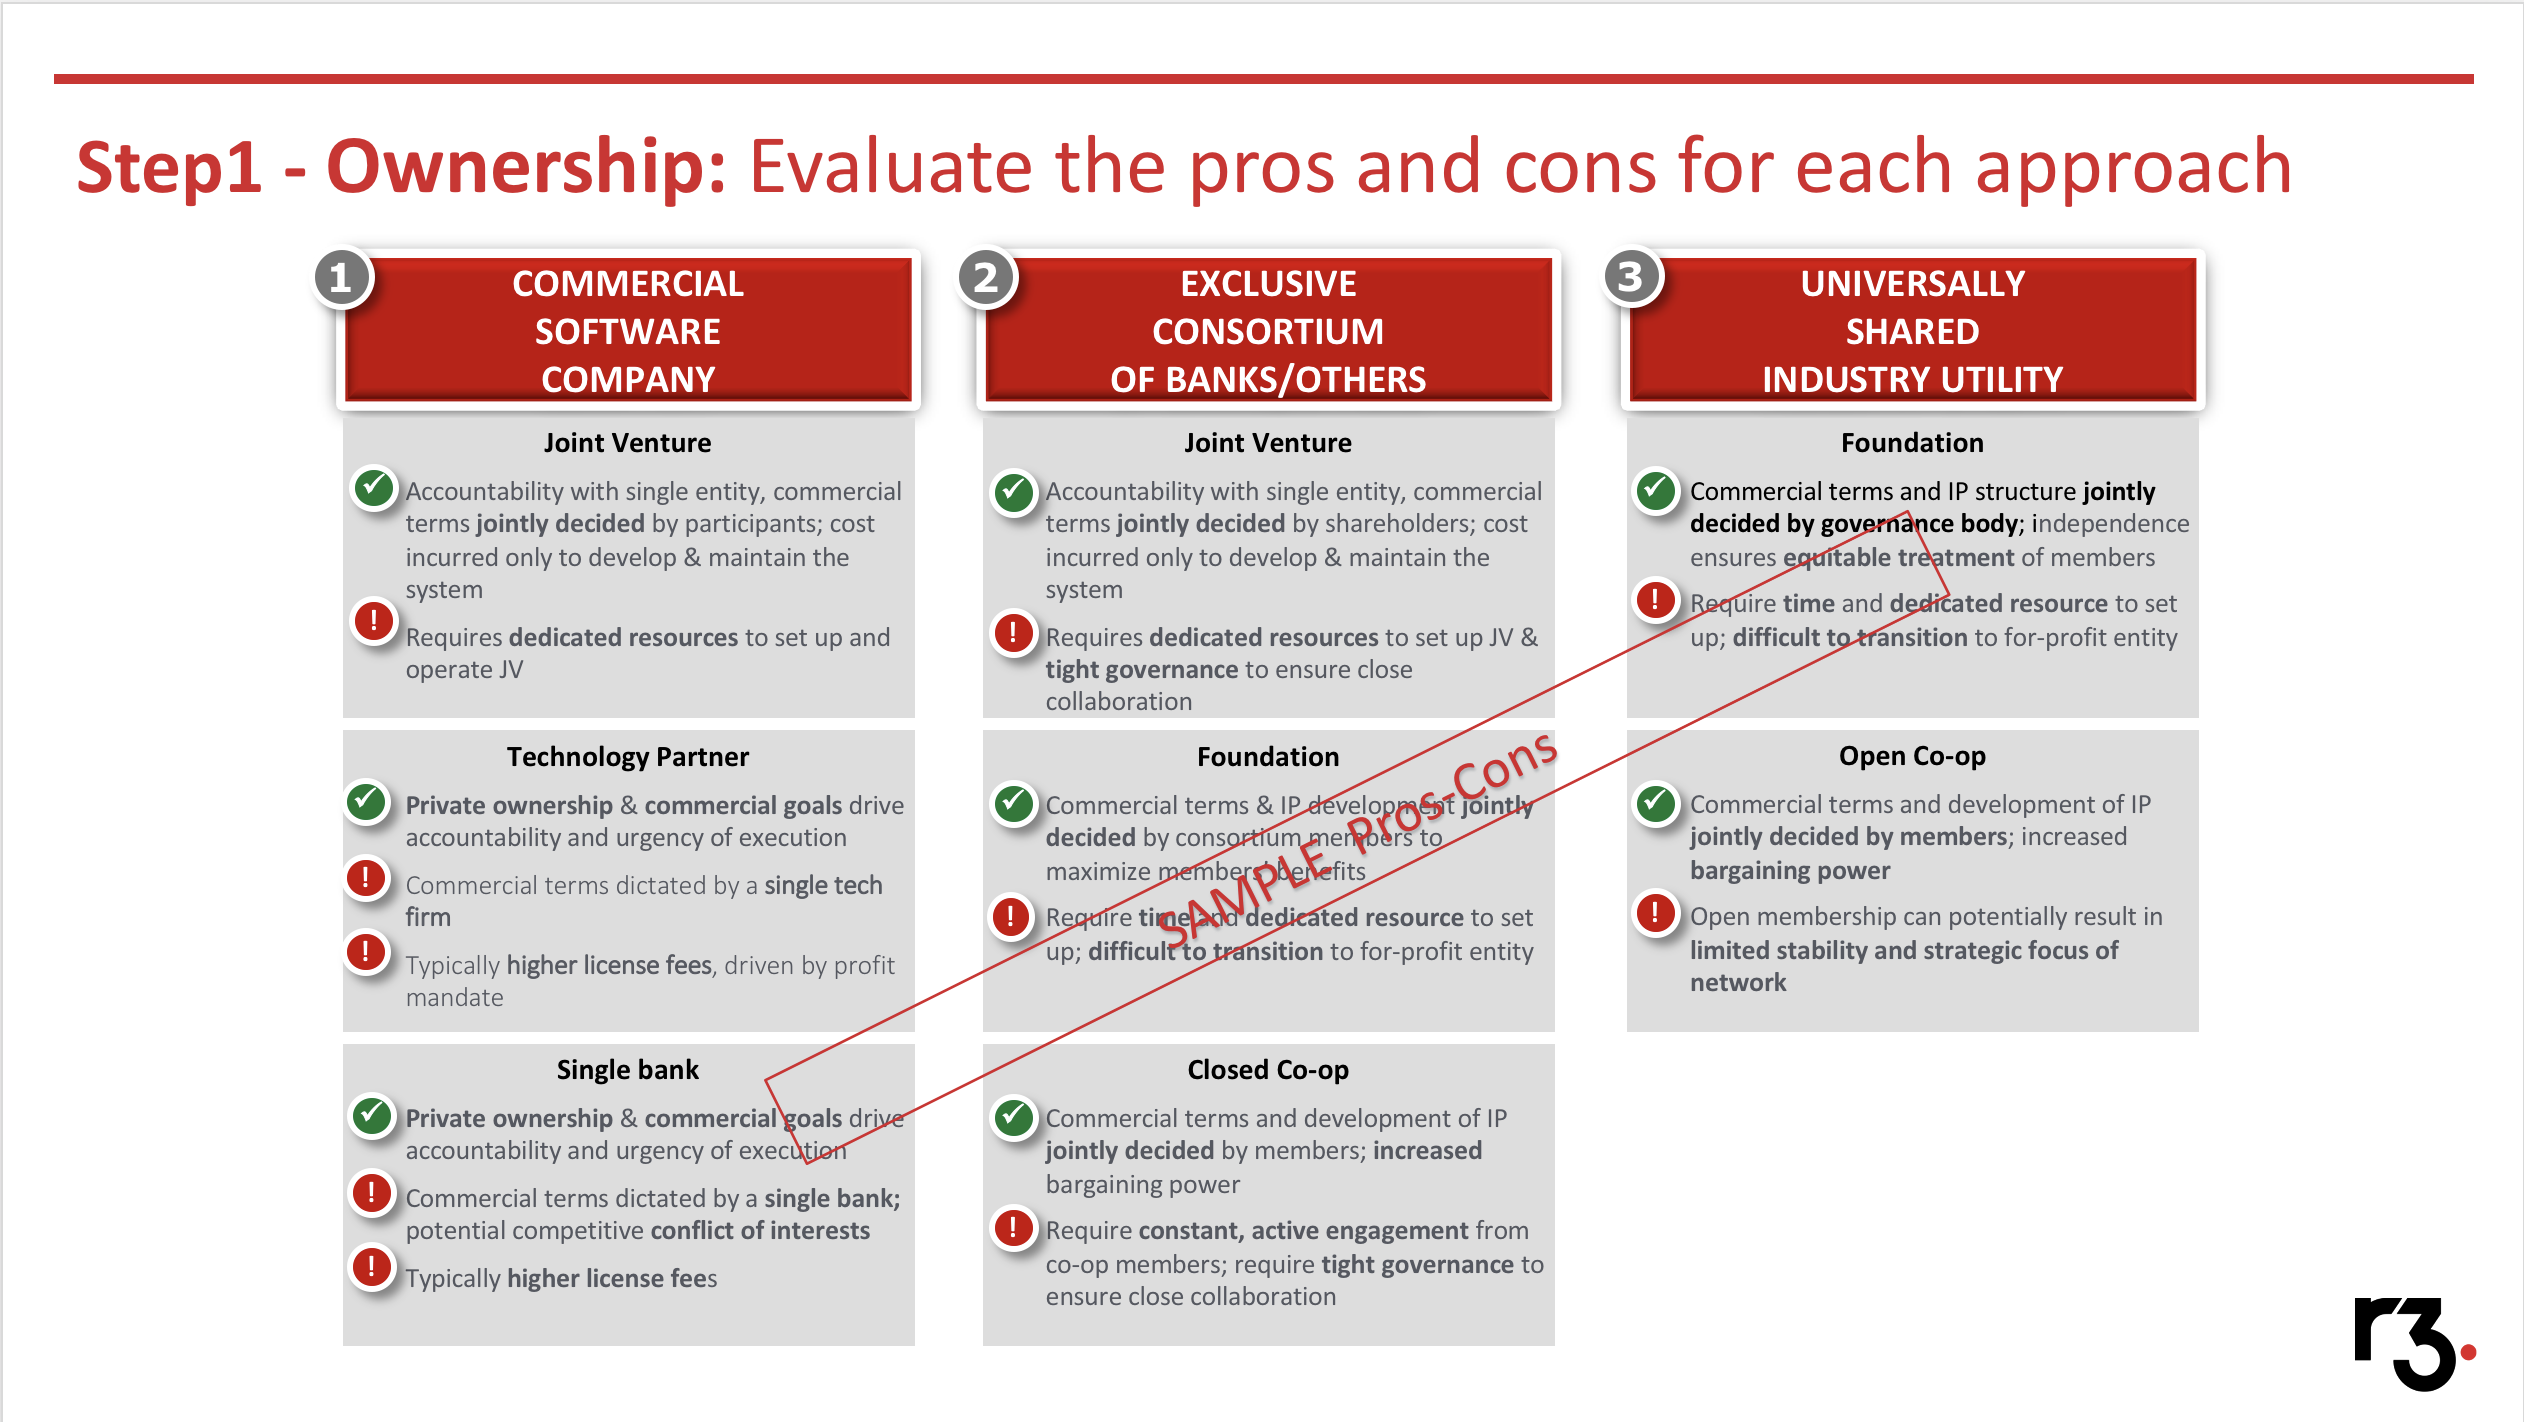 Step1 - Ownership: Evaluate the pros and cons for each approach
1
COMMERCIAL
SOFTWARE
COMPANY
Joint Venture
Accountability with single entity, commercial
terms jointly decided by participants; cost
incurred only to develop & maintain the
system
!
Requires dedicated resources to set up and
operate JV
Technology Partner
Private ownership & commercial goals drive
accountability and urgency of execution
!
Commercial terms dictated by a single tech
firm
!
Typically higher license fees, driven by profit
mandate
Single bank
Private ownership & commercial goals drive
accountability and urgency of execution
!
Commercial terms dictated by a single bank;
potential competitive conflict of interests
!
Typically higher license fees
2
EXCLUSIVE
CONSORTIUM
OF BANKS/OTHERS
Joint Venture
Accountability with single entity, commercial
terms jointly decided by shareholders; cost
incurred only to develop & maintain the
system
!
Requires dedicated resources to set up JV &
tight governance to ensure close
collaboration
Foundation
Commercial terms & IP development jointly
decided by consortium members to
maximize members' benefits
!
Require time and dedicated resource to set
up; difficult to transition to for-profit entity
Closed Co-op
Commercial terms and development of IP
jointly decided by members; increased
bargaining power
!
Require constant, active engagement from
co-op members; require tight governance to
ensure close collaboration
3
UNIVERSALLY
SHARED
INDUSTRY UTILITY
Foundation
Commercial terms and IP structure jointly
decided by governance body; independence
ensures equitable treatment of members
!
Require time and dedicated resource to set
up; difficult to transition to for-profit entity
Open Co-op
Commercial terms and development of IP
jointly decided by members; increased
bargaining power
!
Open membership can potentially result in
limited stability and strategic focus of
network
SAMPLE Pros-Cons
r3.